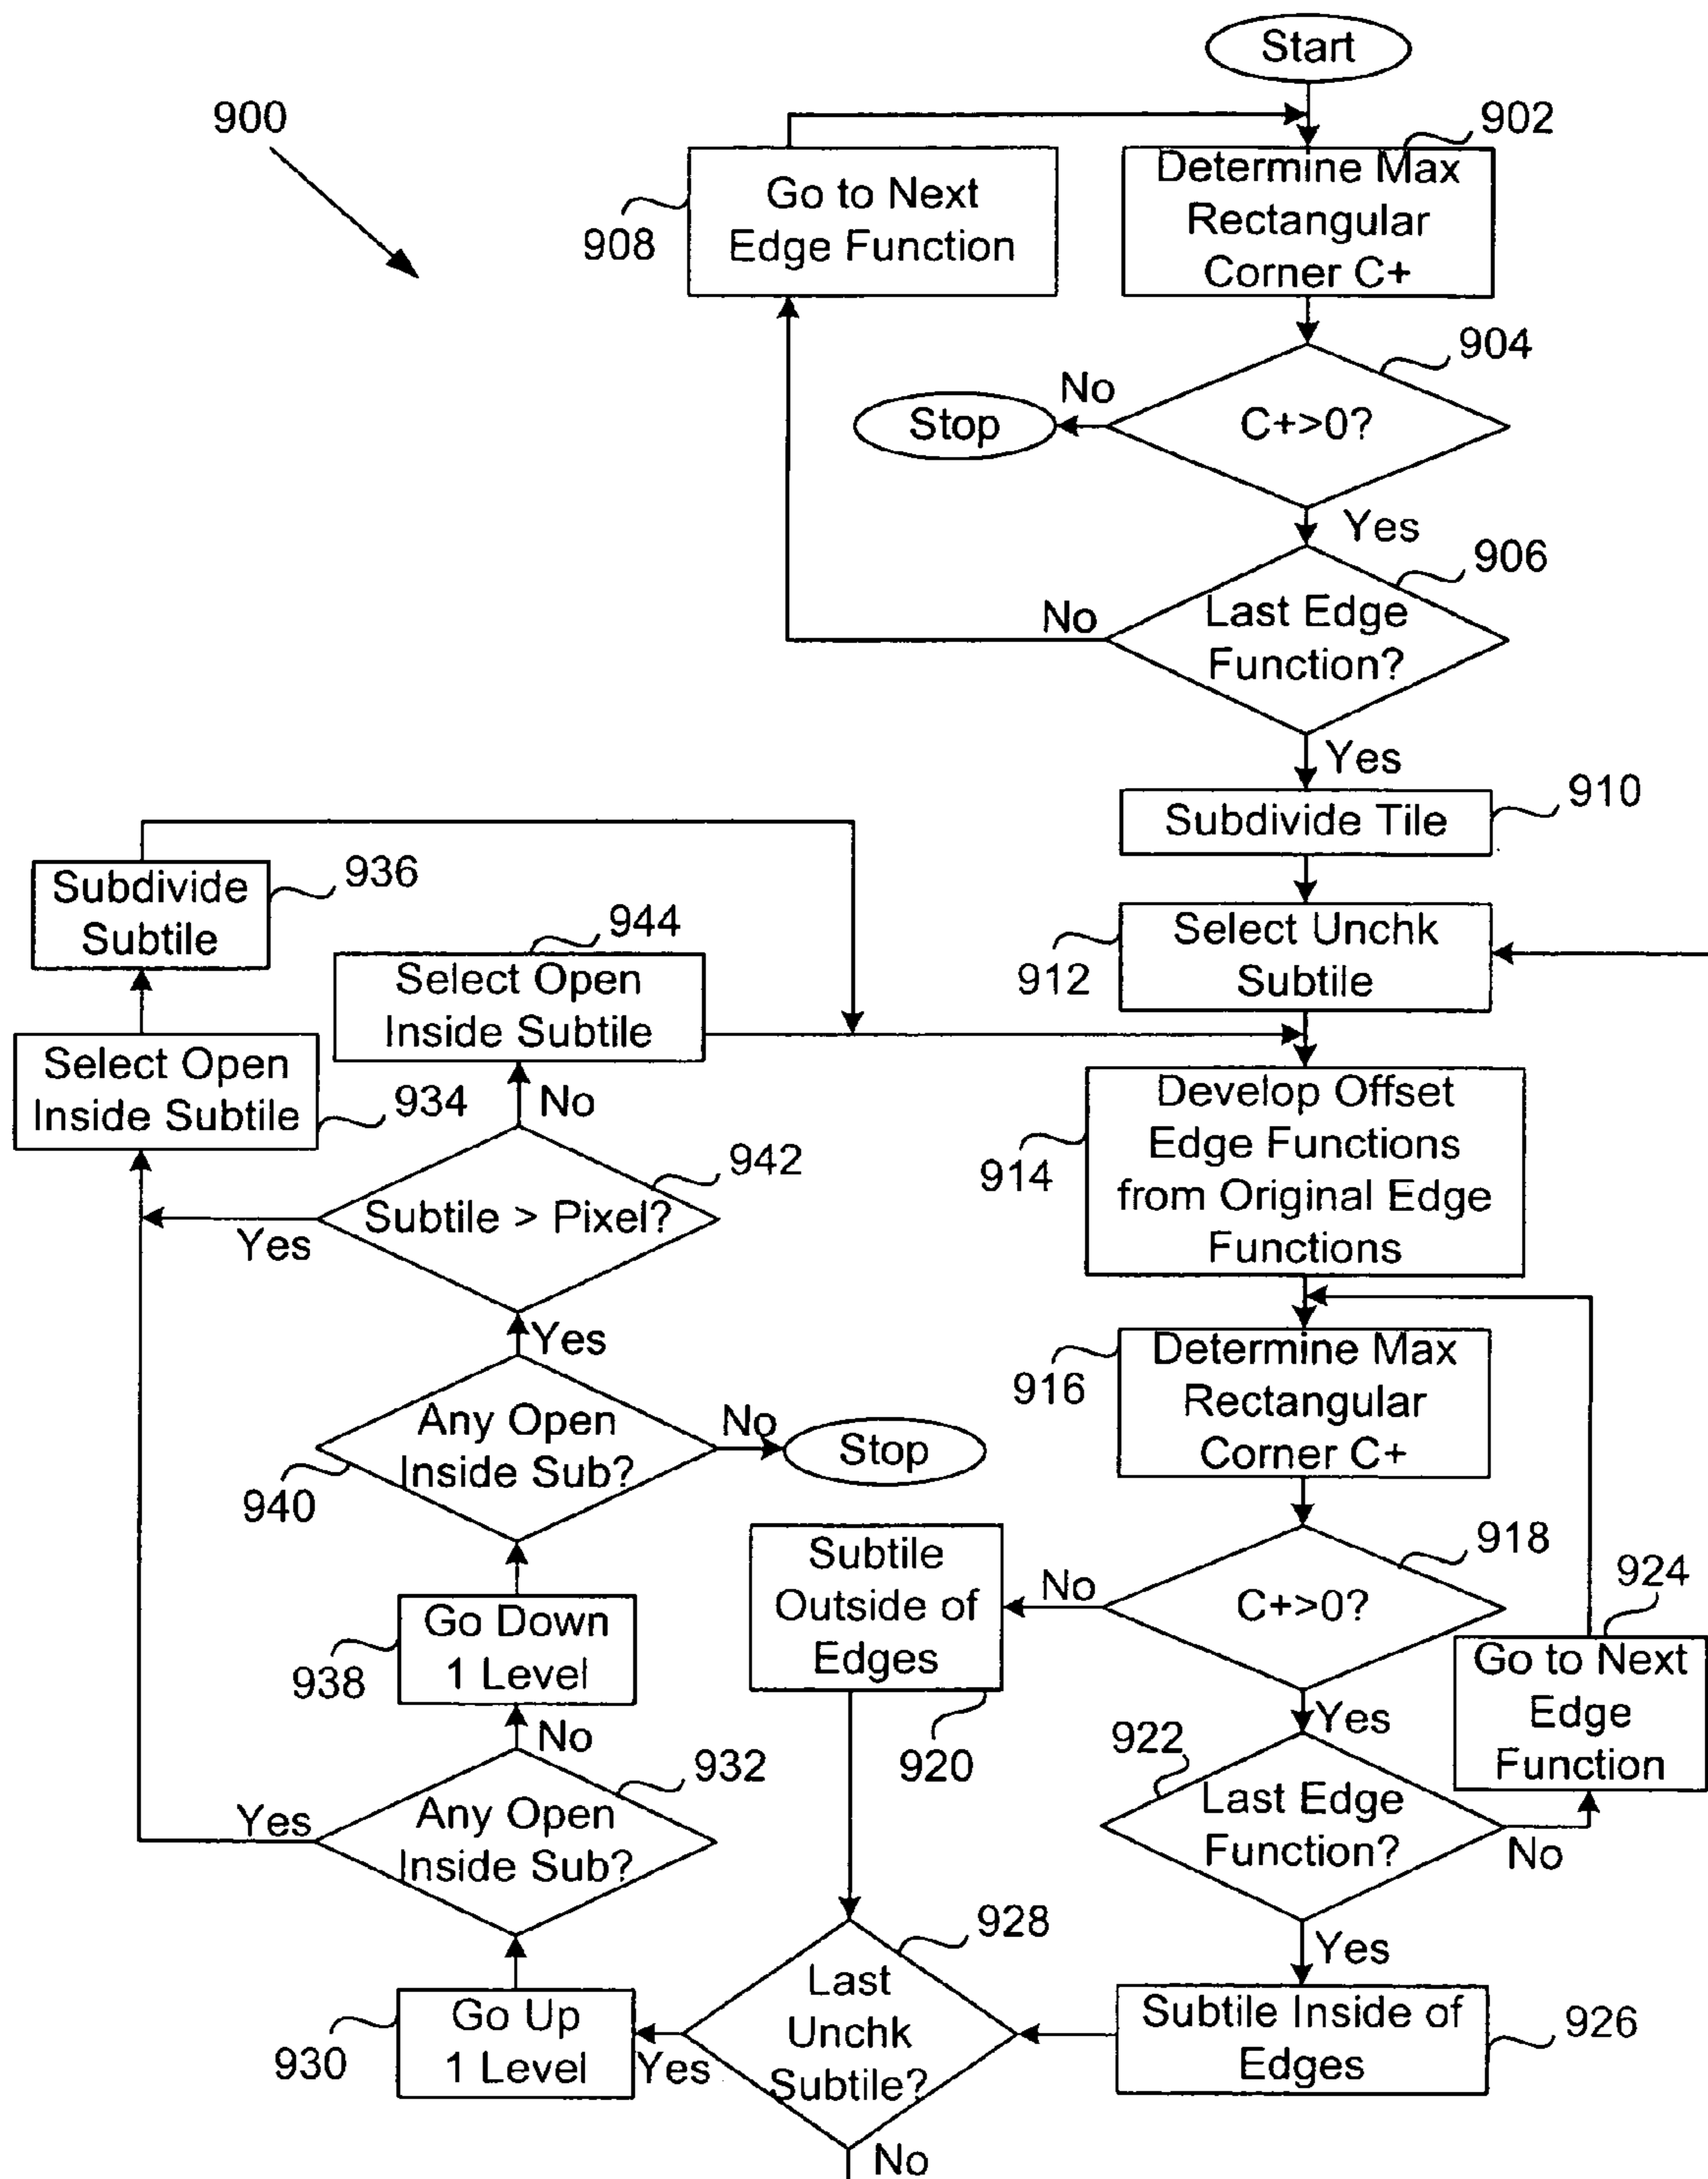 Start
900
902
Determine Max
Rectangular
Corner C+
908
Go to Next
Edge Function
904
C+>0?
No
Stop
Yes
906
Last Edge
Function?
No
Yes
910
Subdivide Tile
912
Select Unchk
Subtile
936
Subdivide
Subtile
944
Select Open
Inside Subtile
934
Select Open
Inside Subtile
No
942
Subtile > Pixel?
Yes
914
Develop Offset
Edge Functions
from Original Edge
Functions
916
Determine Max
Rectangular
Corner C+
Yes
940
Any Open
Inside Sub?
No
Stop
918
C+>0?
No
920
Subtile
Outside of
Edges
924
Go to Next
Edge
Function
Yes
922
Last Edge
Function?
No
Yes
938
Go Down
1 Level
No
932
Any Open
Inside Sub?
Yes
928
Last
Unchk
Subtile?
926
Subtile Inside of
Edges
930
Go Up
1 Level
Yes
No